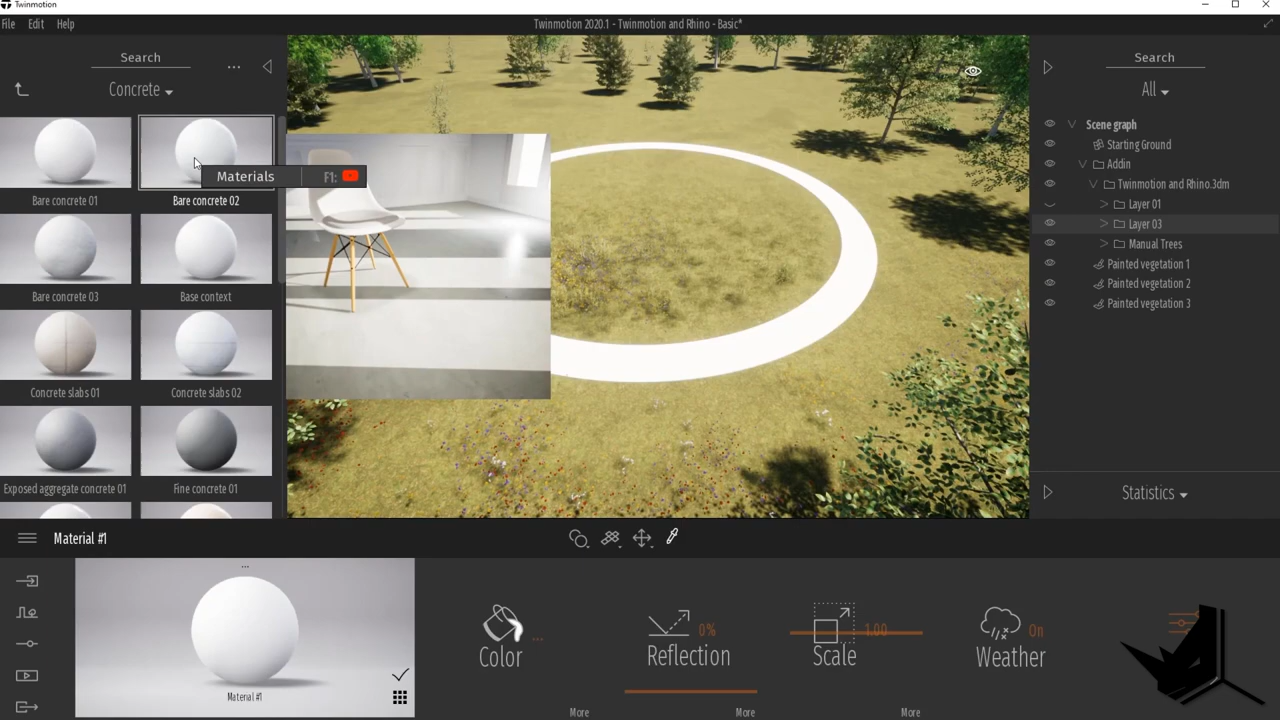 Twinmotion
File Edit Help
Twinmotion 2020.1 - Twinmotion and Rhino - Basic*
Search
...
Concrete
Bare concrete 01
Bare concrete 02
Materials F1:
Bare concrete 03
Base context
Concrete slabs 01
Concrete slabs 02
Exposed aggregate concrete 01
Fine concrete 01
Search
All
Scene graph
Starting Ground
Addin
Twinmotion and Rhino.3dm
Layer 01
Layer 03
Manual Trees
Painted vegetation 1
Painted vegetation 2
Painted vegetation 3
Statistics
Material #1
...
Material #1
Color ...
More
Reflection 0%
More
Scale 1.00
More
Weather On